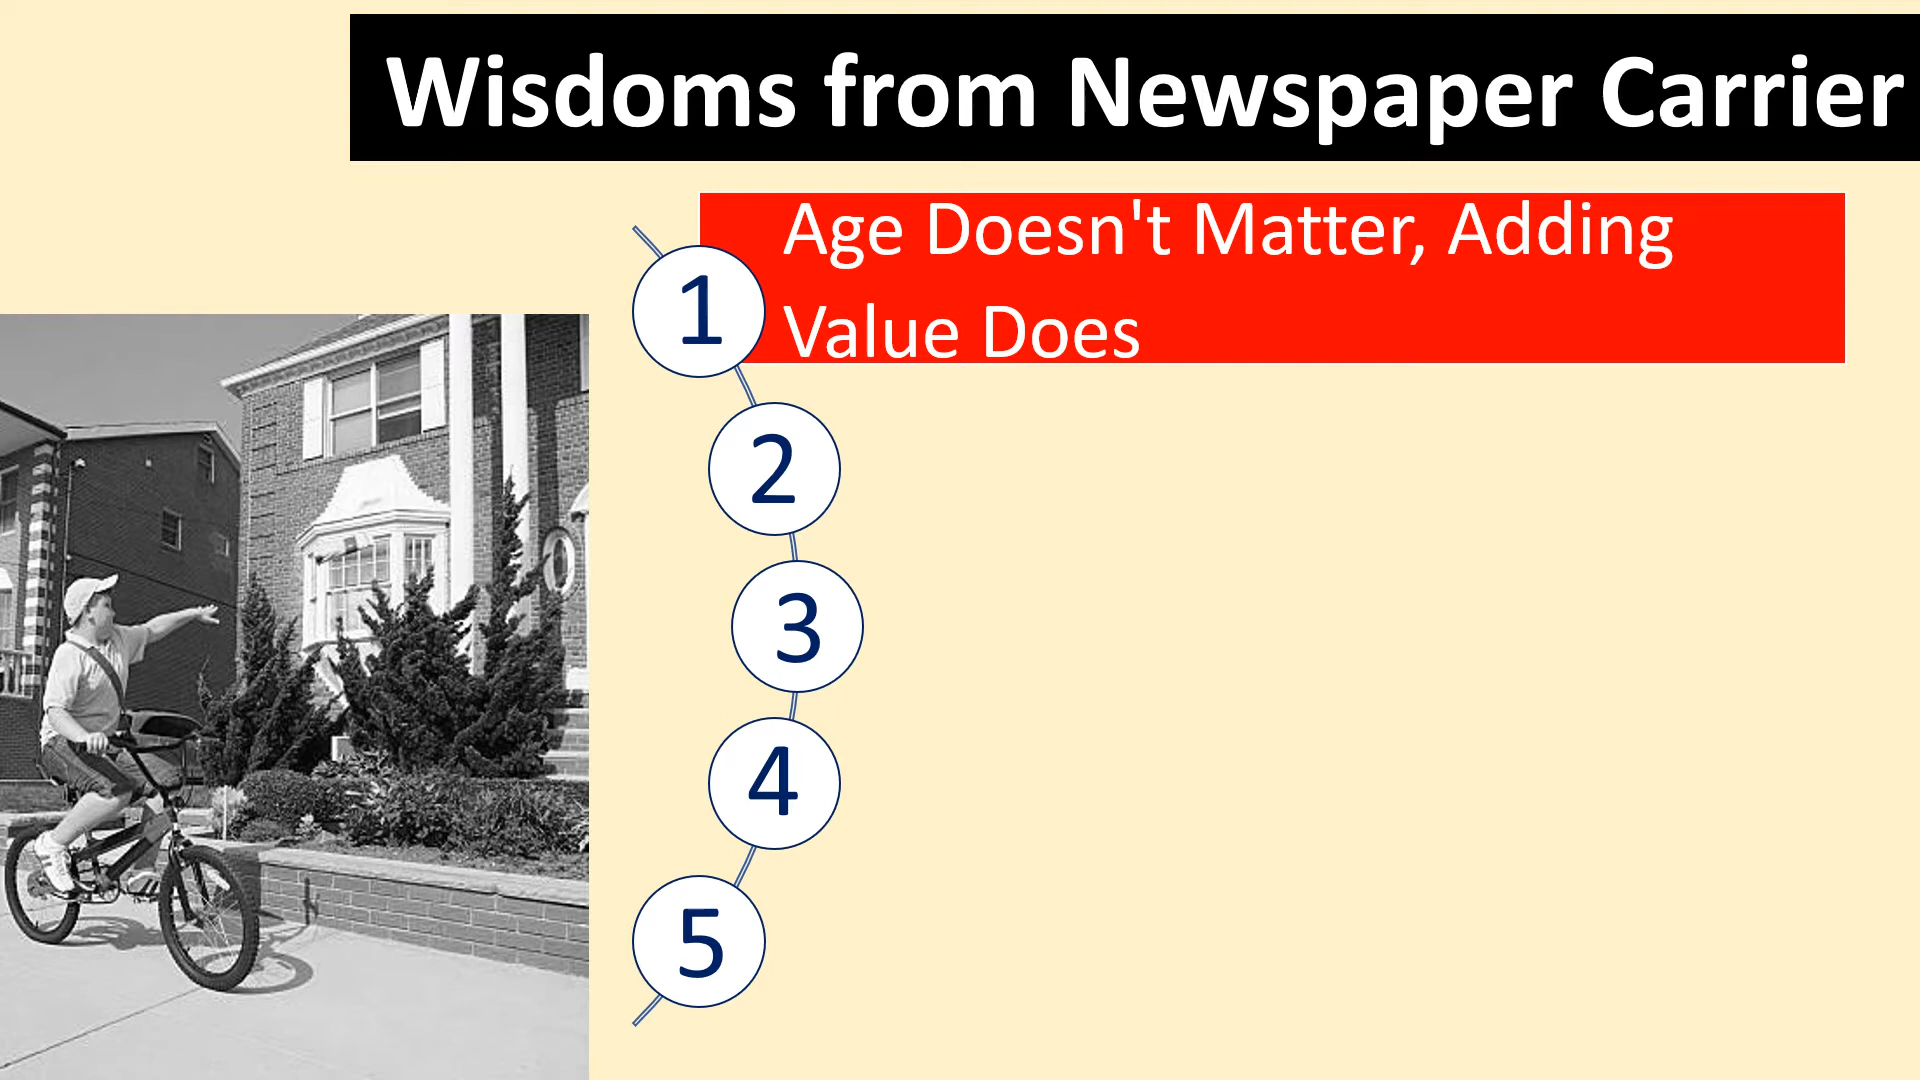 Wisdoms from Newspaper Carrier
Age Doesn't Matter, Adding
Value Does
1
2
3
4
5